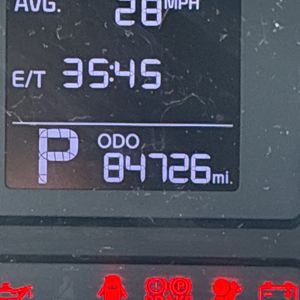 AVG. 28 MPH
E/T 35:45
P ODO
84726 mi.